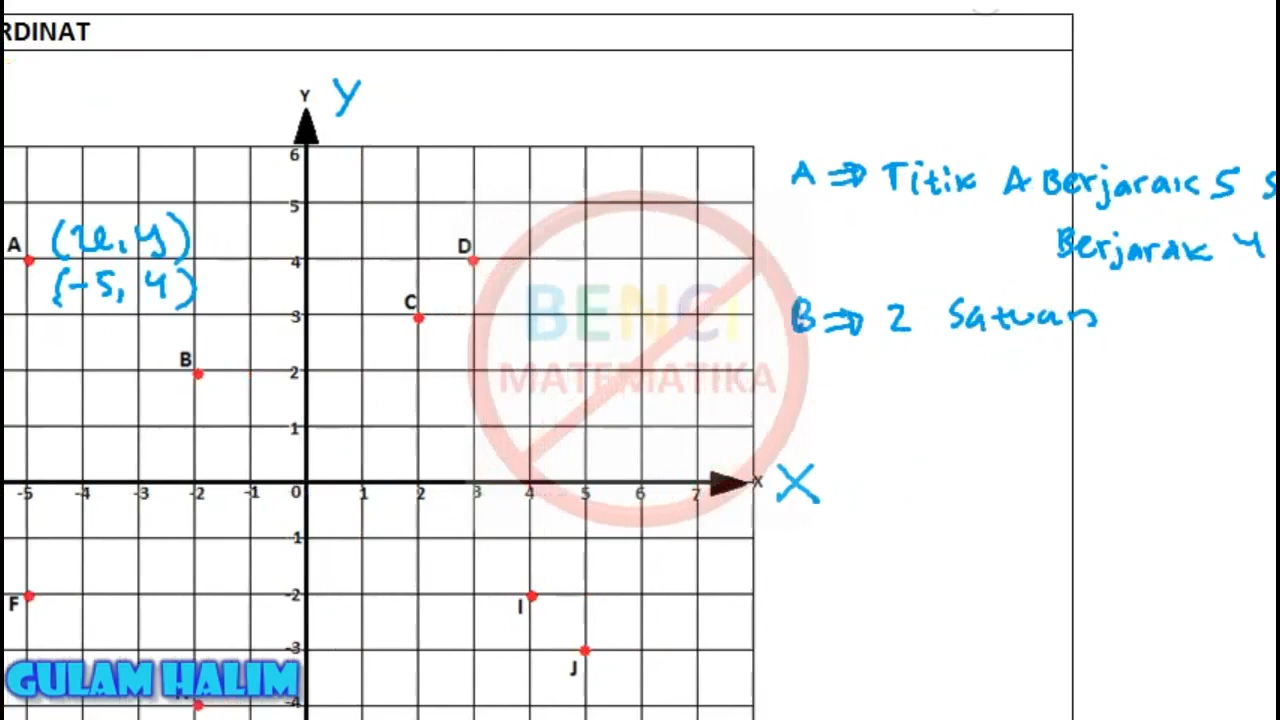 RDINAT
Y Y
6
5
A (x, y) D
4
(-5, 4)
C
3
B
2
1
-5 -4 -3 -2 -1 0 1 2 3 4 5 6 7 X X
1
-2
F I
-3
J
-4
A ⇒ Titik A Berjarak 5 s
Berjarak 4
B ⇒ 2 Satuan
BENCI
MATEMATIKA
GULAM HALIM